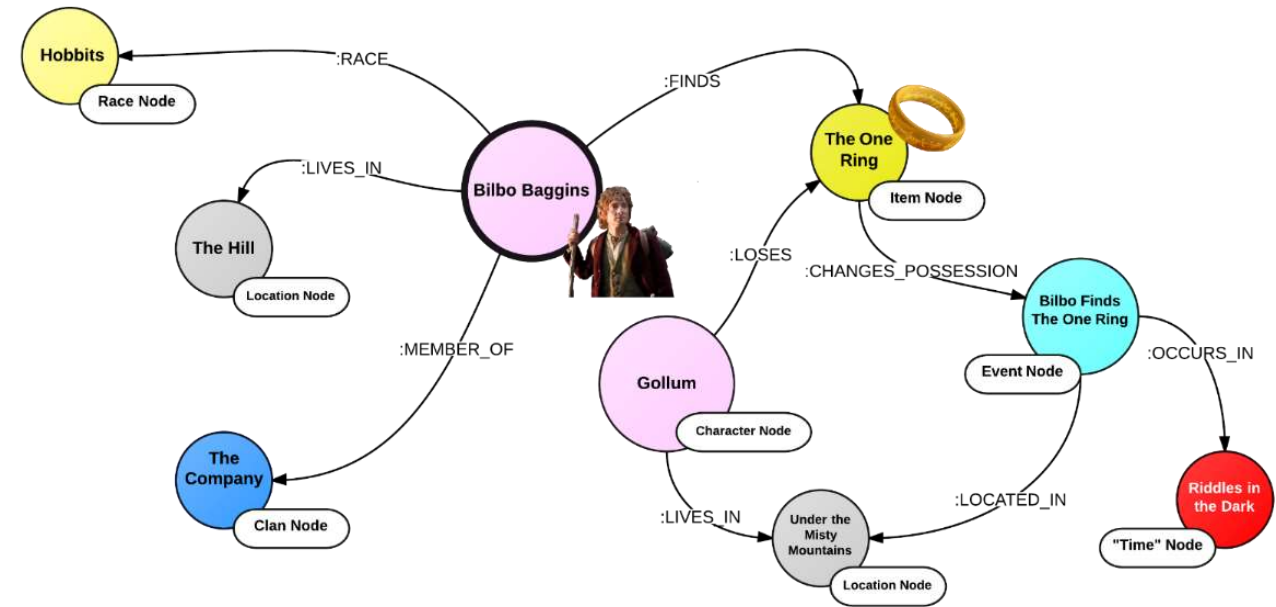 Hobbits
Race Node
:RACE
:FINDS
The One
Ring
Item Node
:LIVES_IN
Bilbo Baggins
The Hill
Location Node
:LOSES
:CHANGES_POSSESSION
Bilbo Finds
The One Ring
Event Node
:MEMBER_OF
:OCCURS_IN
Gollum
Character Node
The
Company
Clan Node
:LIVES_IN
:LOCATED_IN
Under the
Misty
Mountains
Location Node
Riddles in
the Dark
"Time" Node